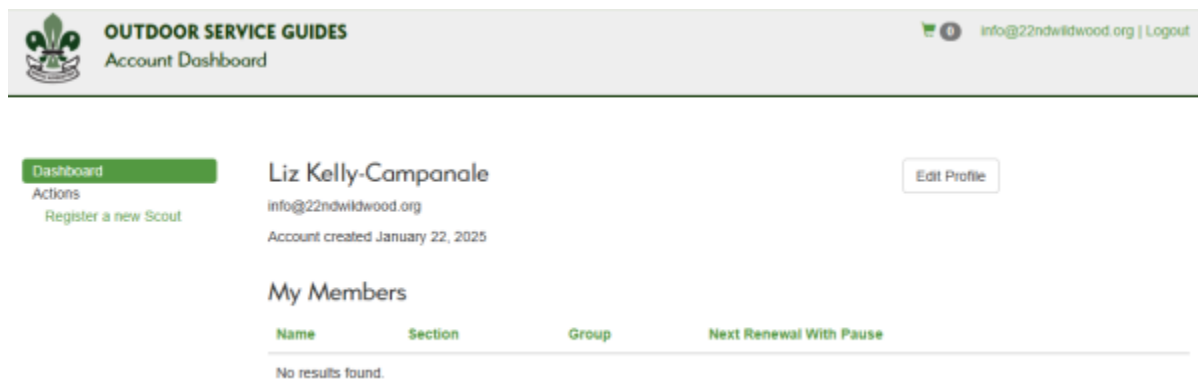 OUTDOOR SERVICE GUIDES
Account Dashboard
0 info@22ndwildwood.org | Logout
Dashboard
Actions
Register a new Scout
Liz Kelly-Campanale
Edit Profile
info@22ndwildwood.org
Account created January 22, 2025
My Members
Name Section Group Next Renewal With Pause
No results found.